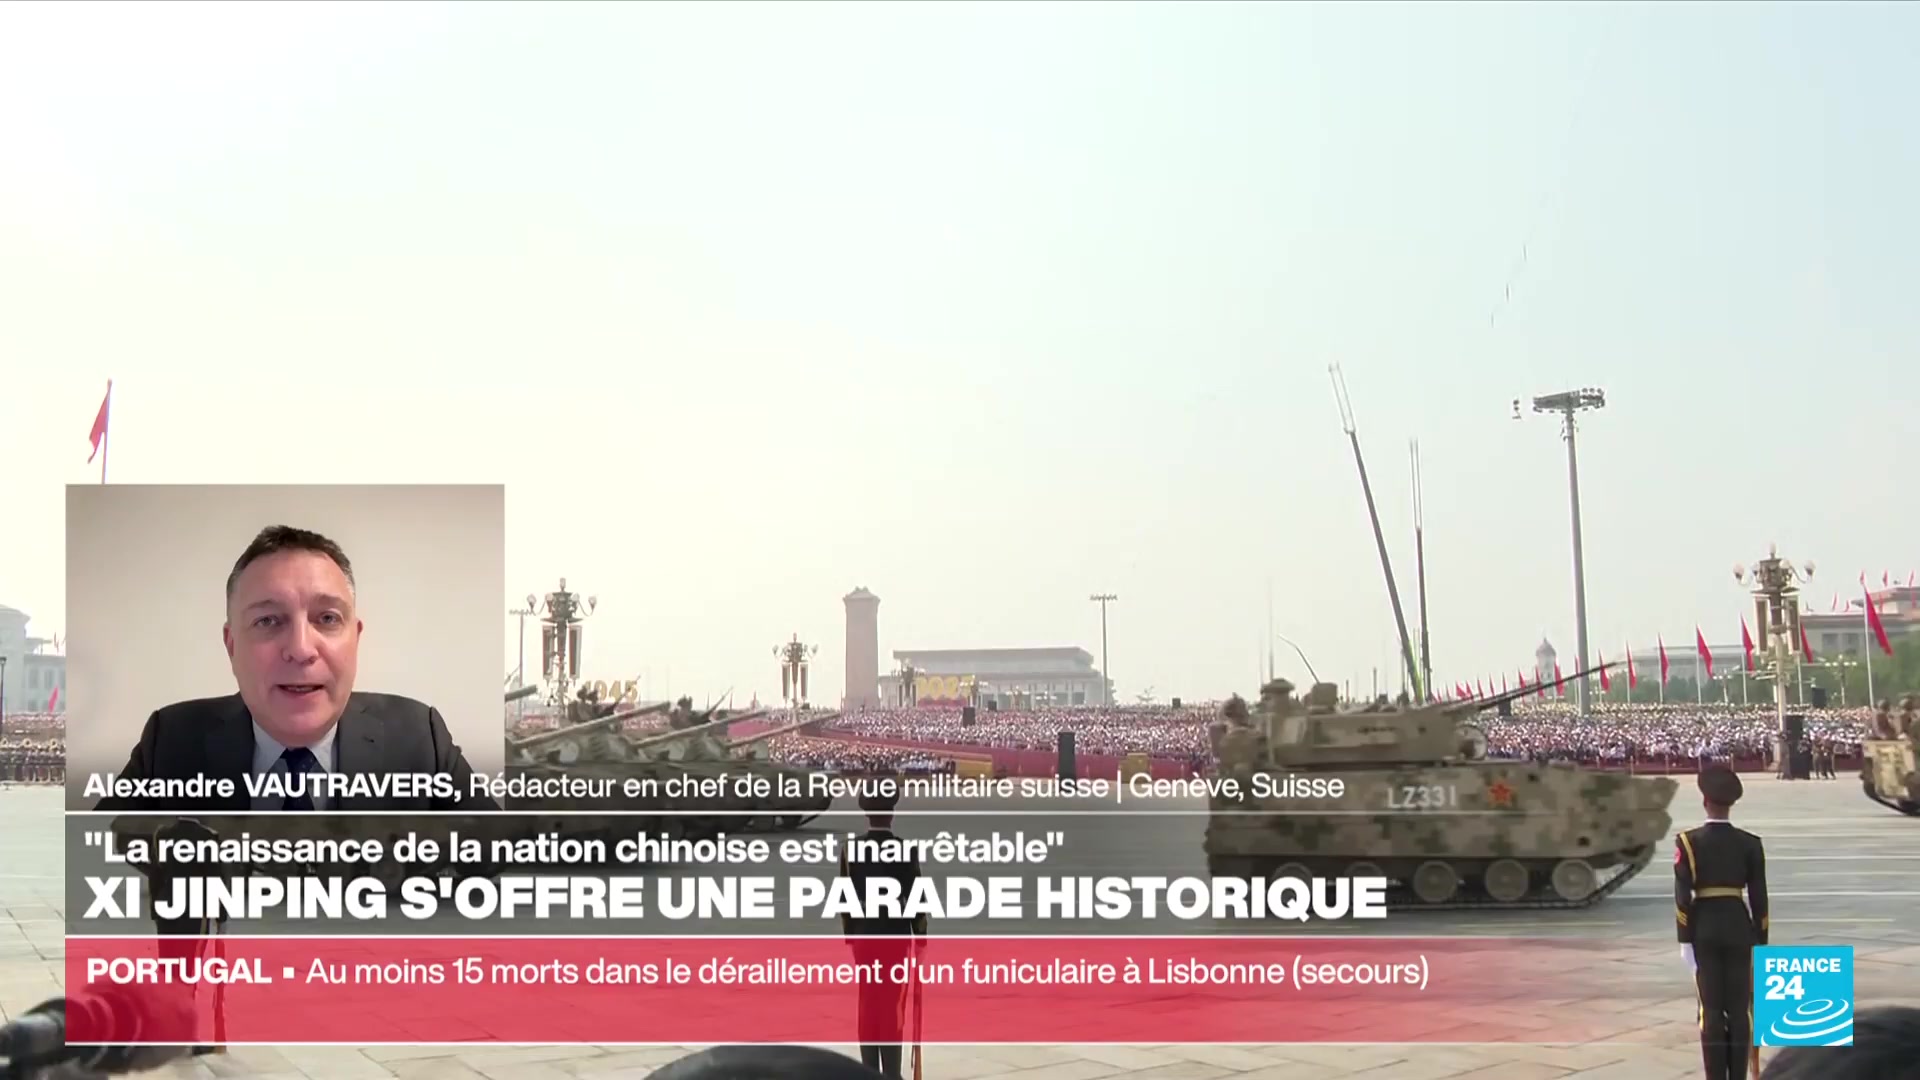 1945
2025
LZ331
Alexandre VAUTRAVERS, Rédacteur en chef de la Revue militaire suisse | Genève, Suisse
"La renaissance de la nation chinoise est inarrêtable"
XI JINPING S'OFFRE UNE PARADE HISTORIQUE
PORTUGAL ▪ Au moins 15 morts dans le déraillement d'un funiculaire à Lisbonne (secours)
FRANCE
24